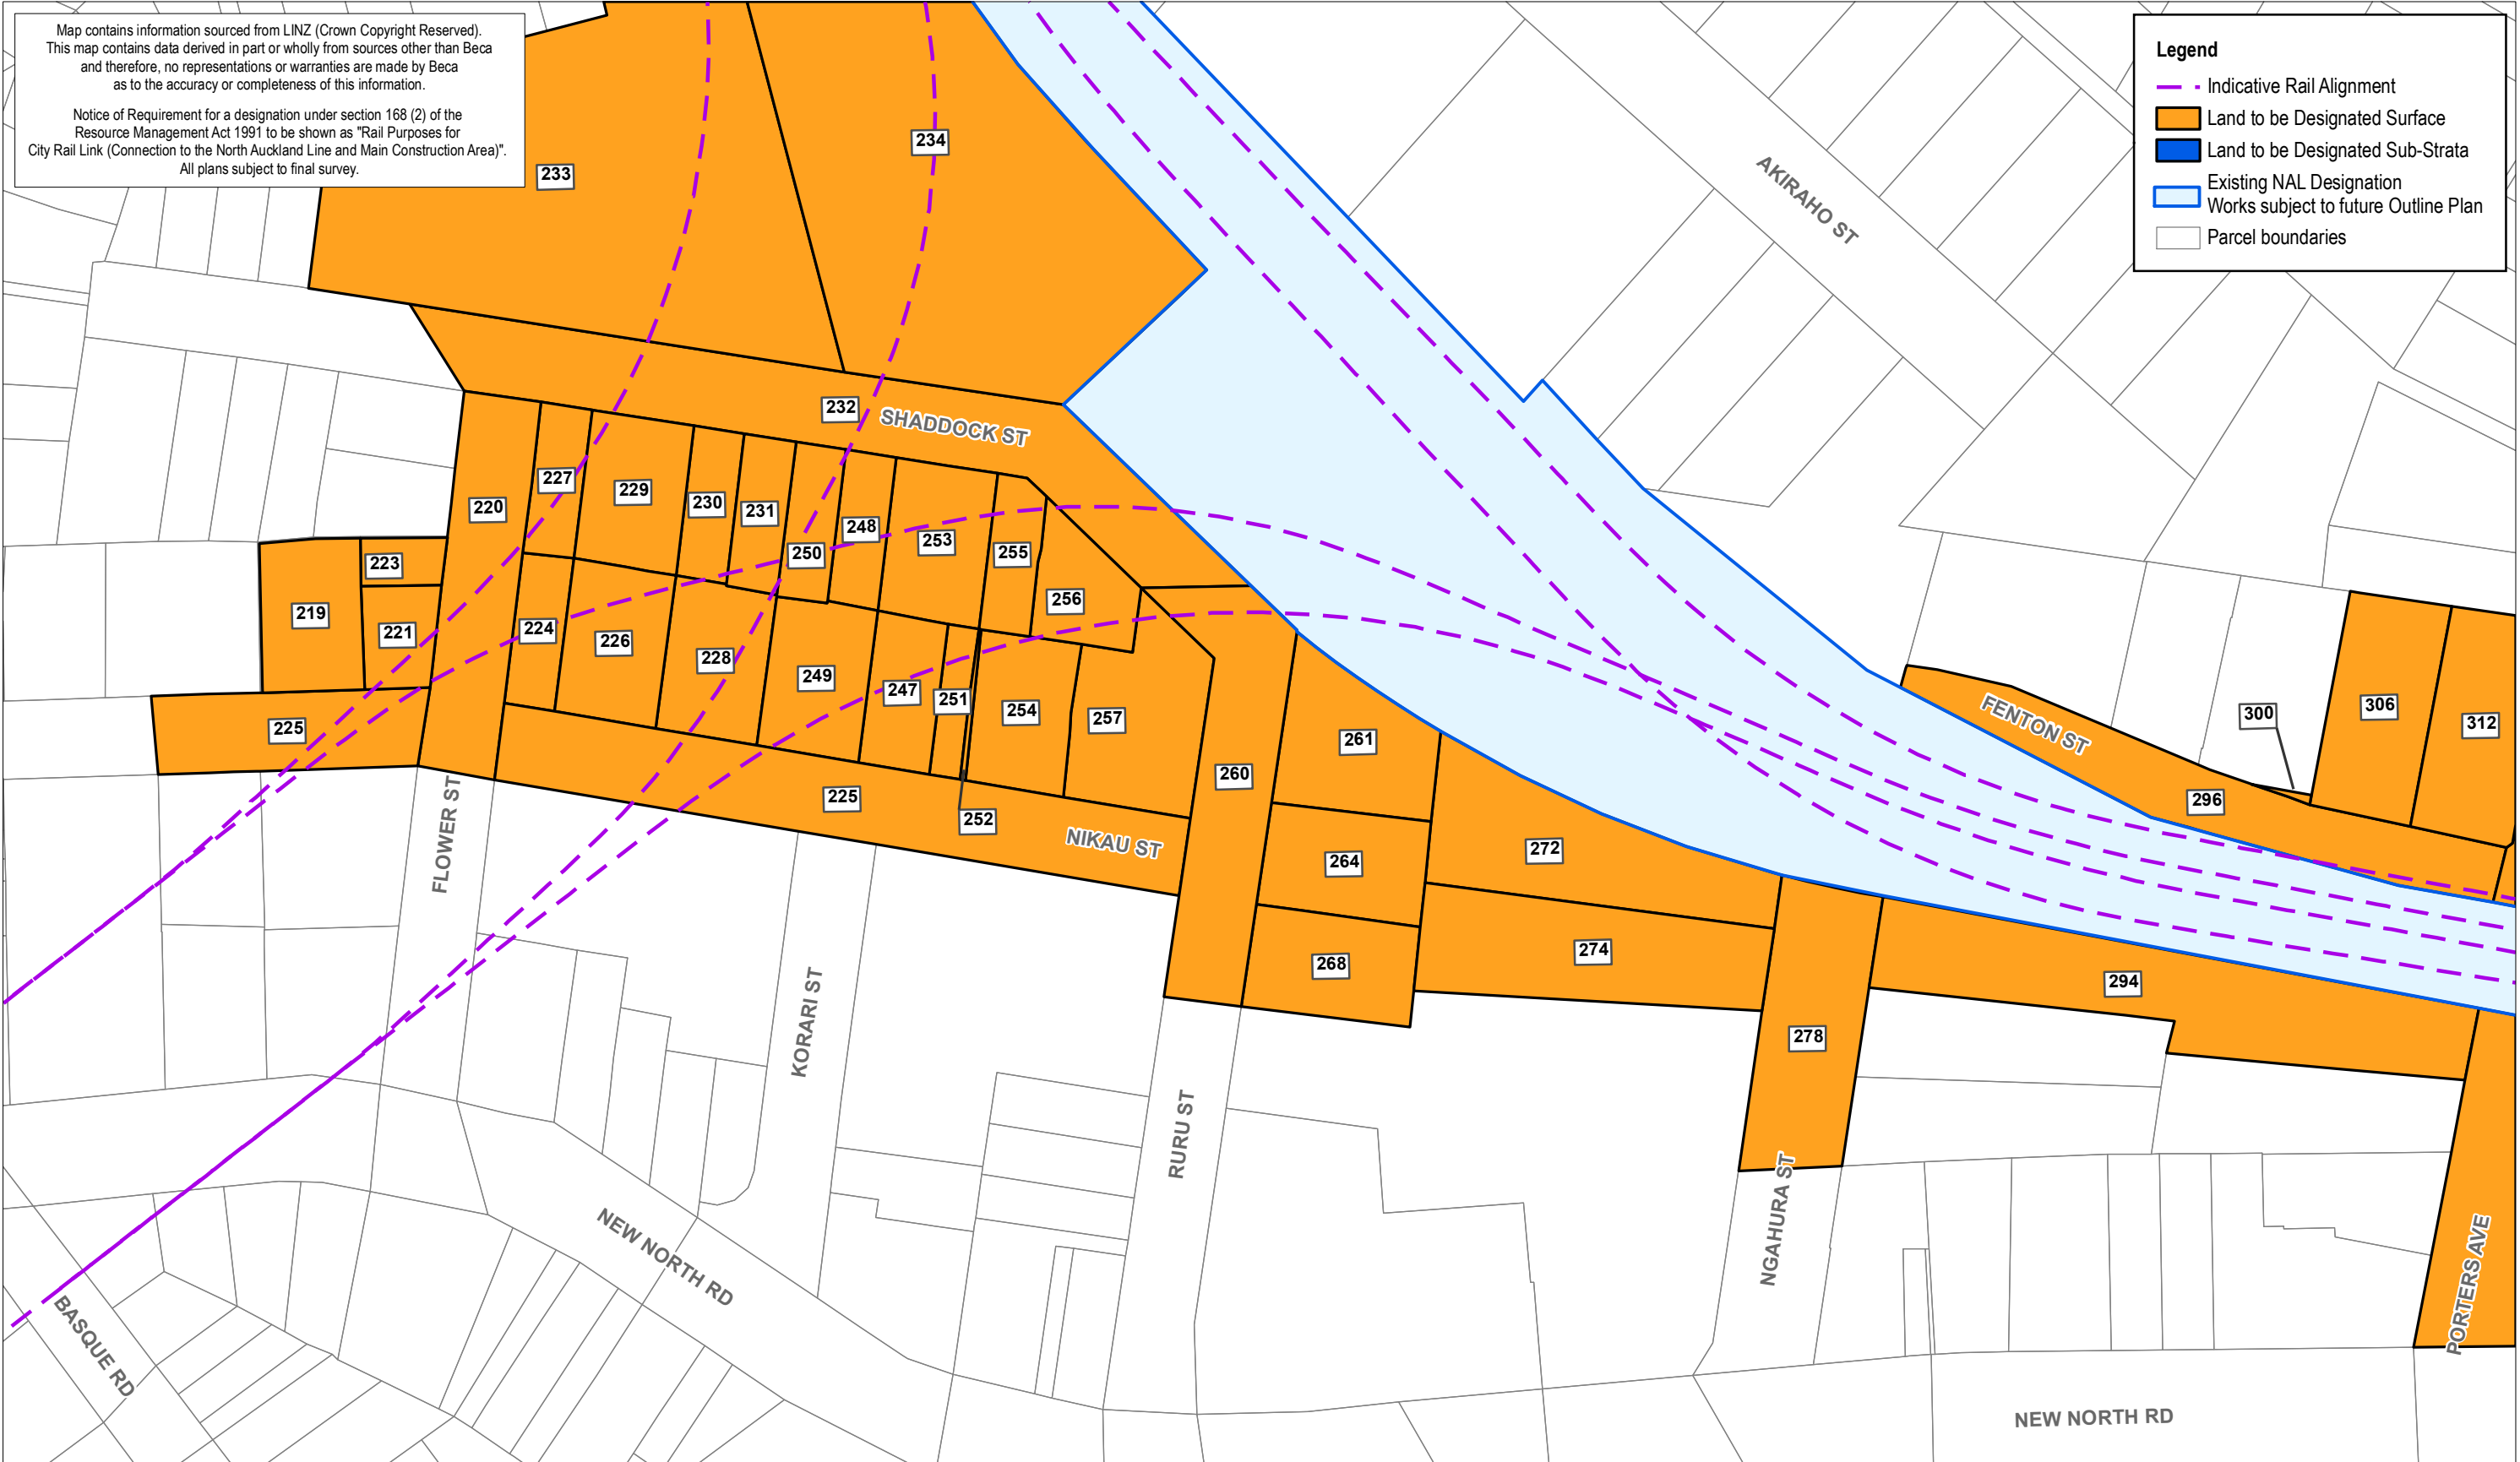 Map contains information sourced from LINZ (Crown Copyright Reserved).
This map contains data derived in part or wholly from sources other than Beca
and therefore, no representations or warranties are made by Beca
as to the accuracy or completeness of this information.
Notice of Requirement for a designation under section 168 (2) of the
Resource Management Act 1991 to be shown as "Rail Purposes for
City Rail Link (Connection to the North Auckland Line and Main Construction Area)".
All plans subject to final survey.
Legend
Indicative Rail Alignment
Land to be Designated Surface
Land to be Designated Sub-Strata
Existing NAL Designation
Works subject to future Outline Plan
Parcel boundaries
233
234
AKIRAHO ST
232
SHADDOCK ST
227
229
220
230
231
248
253
250
255
223
256
219
221
224
226
228
249
247
251
254
257
225
260
261
FENTON ST
300
306
312
296
225
252
NIKAU ST
FLOWER ST
264
272
268
274
294
278
KORARI ST
RURU ST
NGAHURA ST
PORTERS AVE
NEW NORTH RD
BASQUE RD
NEW NORTH RD